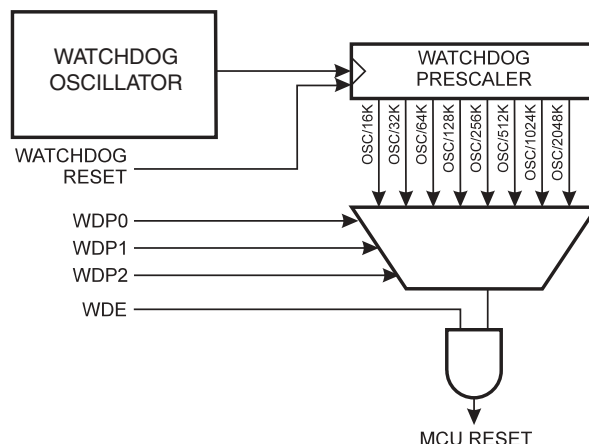 WATCHDOG
OSCILLATOR
WATCHDOG
PRESCALER
OSC/16K
OSC/32K
OSC/64K
OSC/128K
OSC/256K
OSC/512K
OSC/1024K
OSC/2048K
WATCHDOG
RESET
WDP0
WDP1
WDP2
WDE
MCU RESET